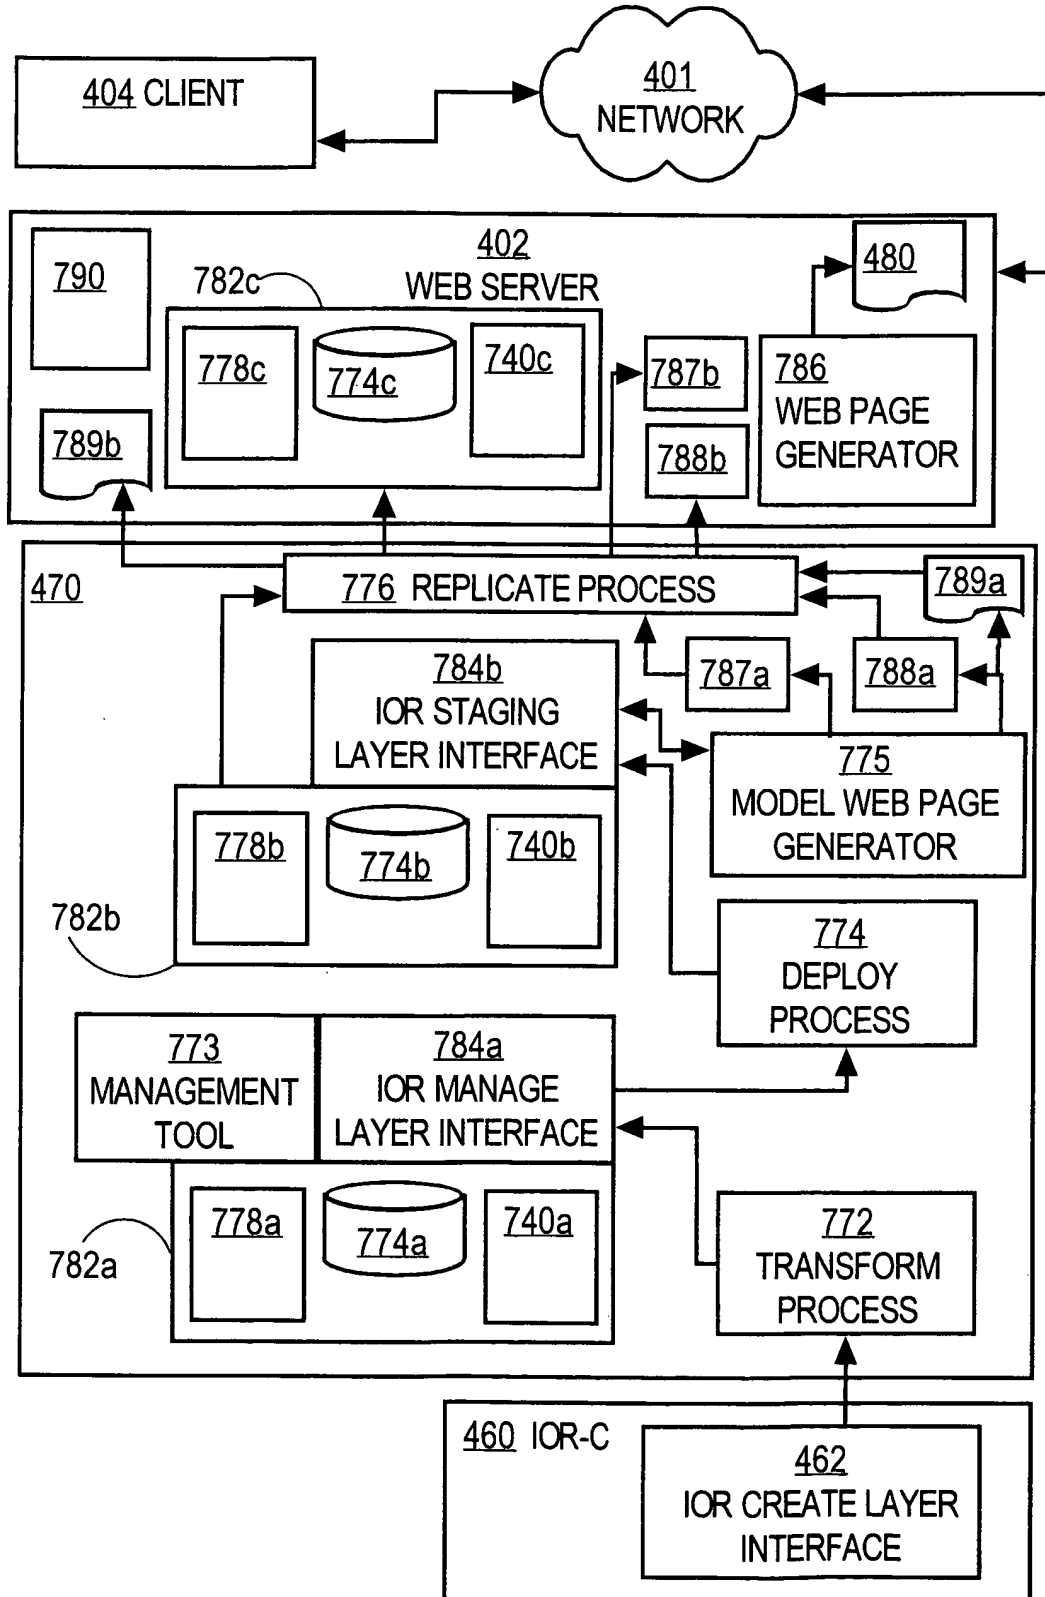 404 CLIENT
401
NETWORK
402
WEB SERVER
790
782c
480
778c
774c
740c
787b
786
WEB PAGE
GENERATOR
789b
788b
470
776 REPLICATE PROCESS
789a
784b
IOR STAGING
LAYER INTERFACE
787a
788a
775
MODEL WEB PAGE
GENERATOR
778b
774b
740b
782b
774
DEPLOY
PROCESS
773
MANAGEMENT
TOOL
784a
IOR MANAGE
LAYER INTERFACE
778a
774a
740a
782a
772
TRANSFORM
PROCESS
460 IOR-C
462
IOR CREATE LAYER
INTERFACE